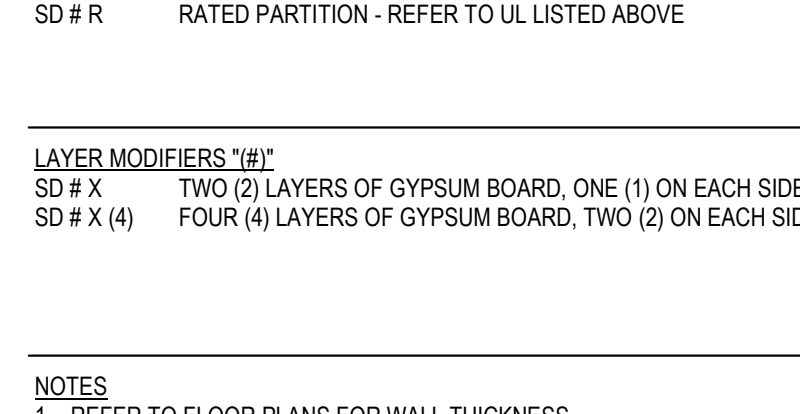 SD # R RATED PARTITION - REFER TO UL LISTED ABOVE
LAYER MODIFIERS "(#)"
SD # X TWO (2) LAYERS OF GYPSUM BOARD, ONE (1) ON EACH SIDE
SD # X (4) FOUR (4) LAYERS OF GYPSUM BOARD, TWO (2) ON EACH SID
NOTES
1. REFER TO FLOOR PLANS FOR WALL THICKNESS